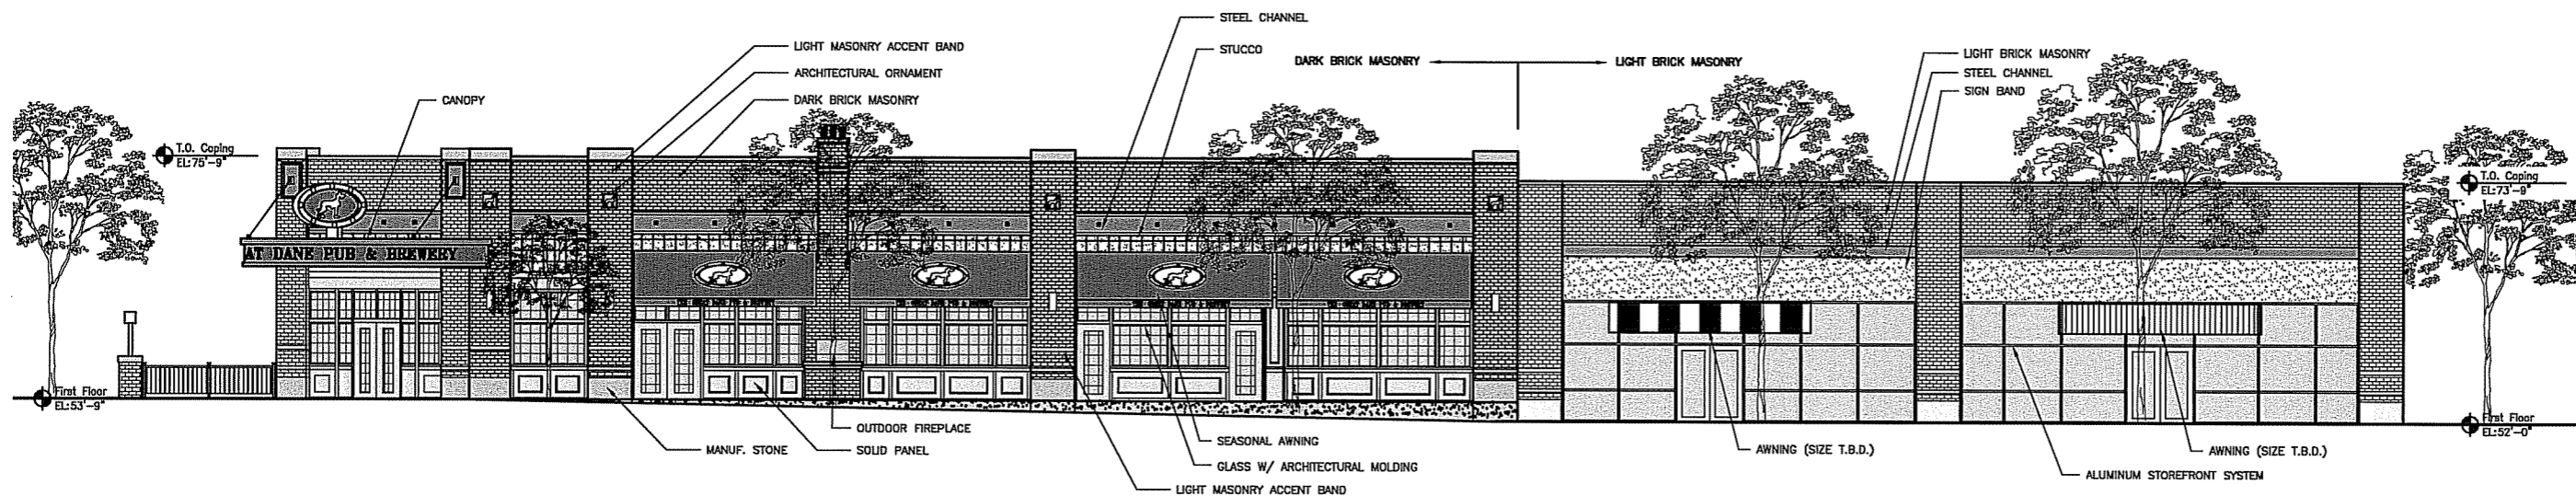 STEEL CHANNEL
LIGHT MASONRY ACCENT BAND
STUCCO
DARK BRICK MASONRY
LIGHT BRICK MASONRY
LIGHT BRICK MASONRY
ARCHITECTURAL ORNAMENT
STEEL CHANNEL
CANOPY
DARK BRICK MASONRY
SIGN BAND
T.O. Coping
EL:75'-9"
T.O. Coping
EL:73'-9"
AT DANE PUB & BREWERY
First Floor
EL:53'-9"
First Floor
EL:52'-0"
OUTDOOR FIREPLACE
MANUF. STONE
SOLID PANEL
SEASONAL AWNING
AWNING (SIZE T.B.D.)
AWNING (SIZE T.B.D.)
GLASS W/ ARCHITECTURAL MOLDING
ALUMINUM STOREFRONT SYSTEM
LIGHT MASONRY ACCENT BAND